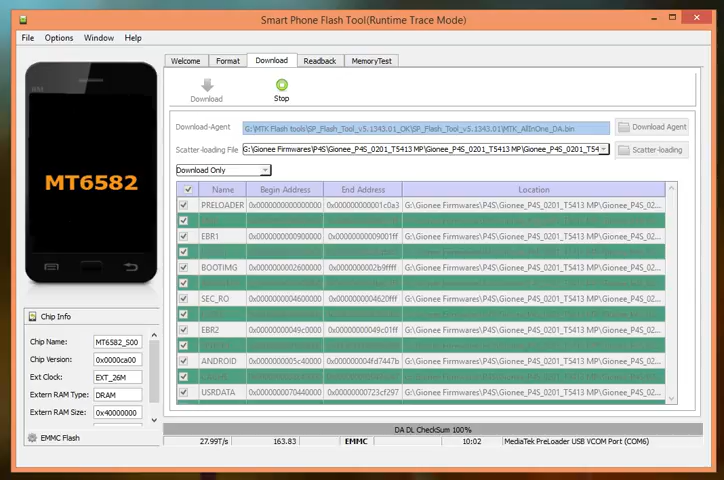 Smart Phone Flash Tool(Runtime Trace Mode)
File Options Window Help
Welcome Format Download Readback MemoryTest
Download Stop
Download-Agent G:\MTK Flash tools\SP_Flash_Tool_v5.1343.01_OK\SP_Flash_Tool_v5.1343.01\MTK_AllInOne_DA.bin Download Agent
Scatter-loading File G:\Gionee Firmwares\P4S\Gionee_P4S_0201_T5413 MP\Gionee_P4S_0201_T5413 MP\Gionee_P4S_0201_T54 Scatter-loading
Download Only
MT6582
Name Begin Address End Address Location
PRELOADER 0x0000000000000000 0x000000000001c0a3 G:\Gionee Firmwares\P4S\Gionee_P4S_0201_T5413 MP\Gionee_P4S_02...
EBR1 0x0000000000900000 0x00000000009001ff G:\Gionee Firmwares\P4S\Gionee_P4S_0201_T5413 MP\Gionee_P4S_02...
BOOTIMG 0x0000000002600000 0x0000000002b9ffff G:\Gionee Firmwares\P4S\Gionee_P4S_0201_T5413 MP\Gionee_P4S_02...
SEC_RO 0x0000000004600000 0x0000000004620fff G:\Gionee Firmwares\P4S\Gionee_P4S_0201_T5413 MP\Gionee_P4S_02...
EBR2 0x00000000049c0000 0x00000000049c01ff G:\Gionee Firmwares\P4S\Gionee_P4S_0201_T5413 MP\Gionee_P4S_02...
ANDROID 0x0000000005c40000 0x000000004fd7447b G:\Gionee Firmwares\P4S\Gionee_P4S_0201_T5413 MP\Gionee_P4S_02...
USRDATA 0x0000000070440000 0x00000000723cf297 G:\Gionee Firmwares\P4S\Gionee_P4S_0201_T5413 MP\Gionee_P4S_02...
Chip Info
Chip Name: MT6582_S00
Chip Version: 0x0000ca00
Ext Clock: EXT_26M
Extern RAM Type: DRAM
Extern RAM Size: 0x40000000
EMMC Flash
DA DL CheckSum 100%
27.99T/s 163.83 EMMC 10:02 MediaTek PreLoader USB VCOM Port (COM6)